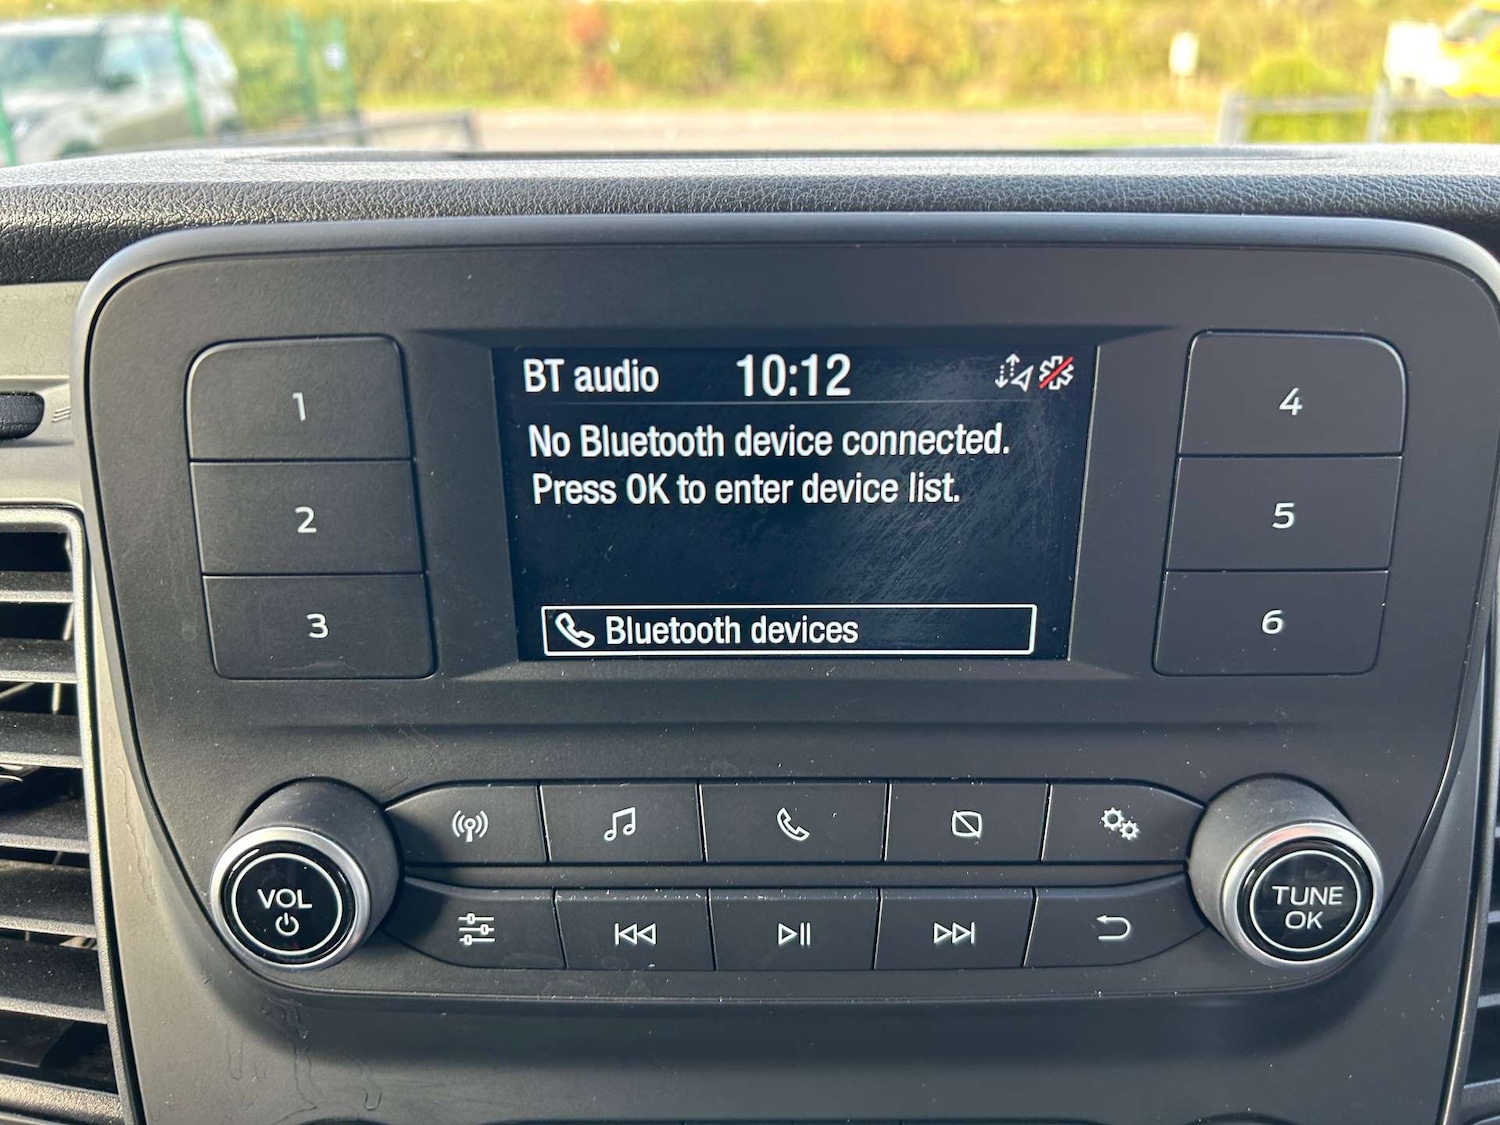 BT audio 10:12
No Bluetooth device connected.
Press OK to enter device list.
Bluetooth devices
1
2
3
4
5
6
VOL
TUNE
OK